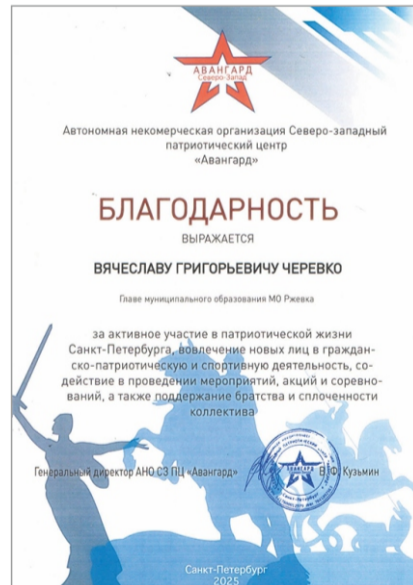 АВАНГАРД
Северо-Запад
Автономная некомерческая организация Северо-западный
патриотический центр
«Авангард»
БЛАГОДАРНОСТЬ
ВЫРАЖАЕТСЯ
ВЯЧЕСЛАВУ ГРИГОРЬЕВИЧУ ЧЕРЕВКО
Главе муниципального образования МО Ржевка
за активное участие в патриотической жизни
Санкт-Петербурга, вовлечение новых лиц в граждан-
ско-патриотическую и спортивную деятельность, со-
действие в проведении мероприятий, акций и соревно-
ваний, а также поддержание братства и сплоченности
коллектива
Генеральный директор АНО СЗ ПЦ «Авангард»
В.Ф. Кузьмин
АВАНГАРД
Санкт-Петербург
2025